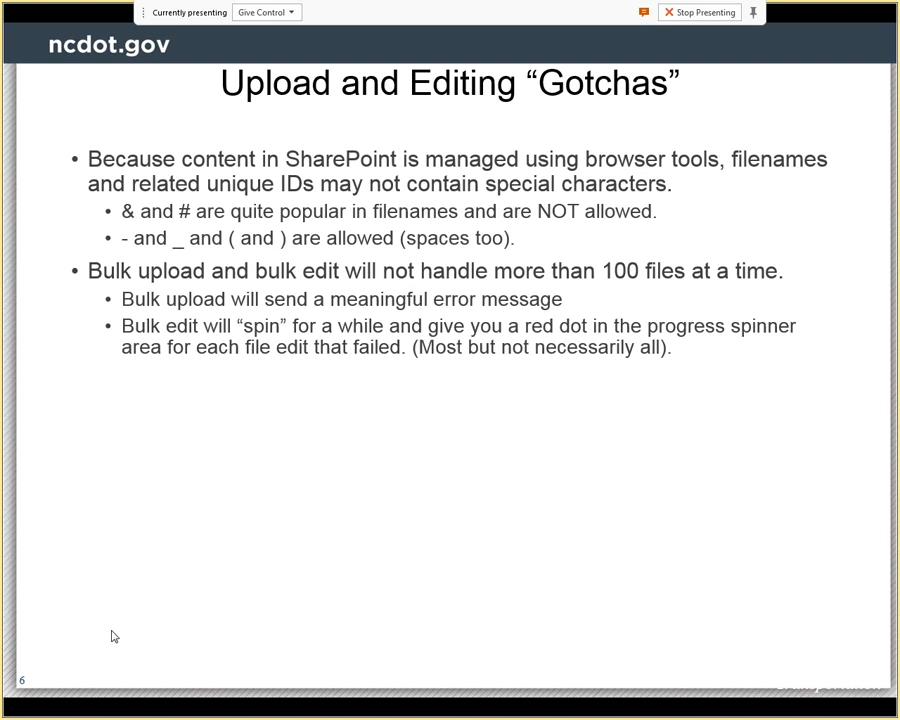 Currently presenting Give Control Stop Presenting
ncdot.gov
Upload and Editing “Gotchas”
• Because content in SharePoint is managed using browser tools, filenames
and related unique IDs may not contain special characters.
• & and # are quite popular in filenames and are NOT allowed.
• - and _ and ( and ) are allowed (spaces too).
• Bulk upload and bulk edit will not handle more than 100 files at a time.
• Bulk upload will send a meaningful error message
• Bulk edit will “spin” for a while and give you a red dot in the progress spinner
area for each file edit that failed. (Most but not necessarily all).
6